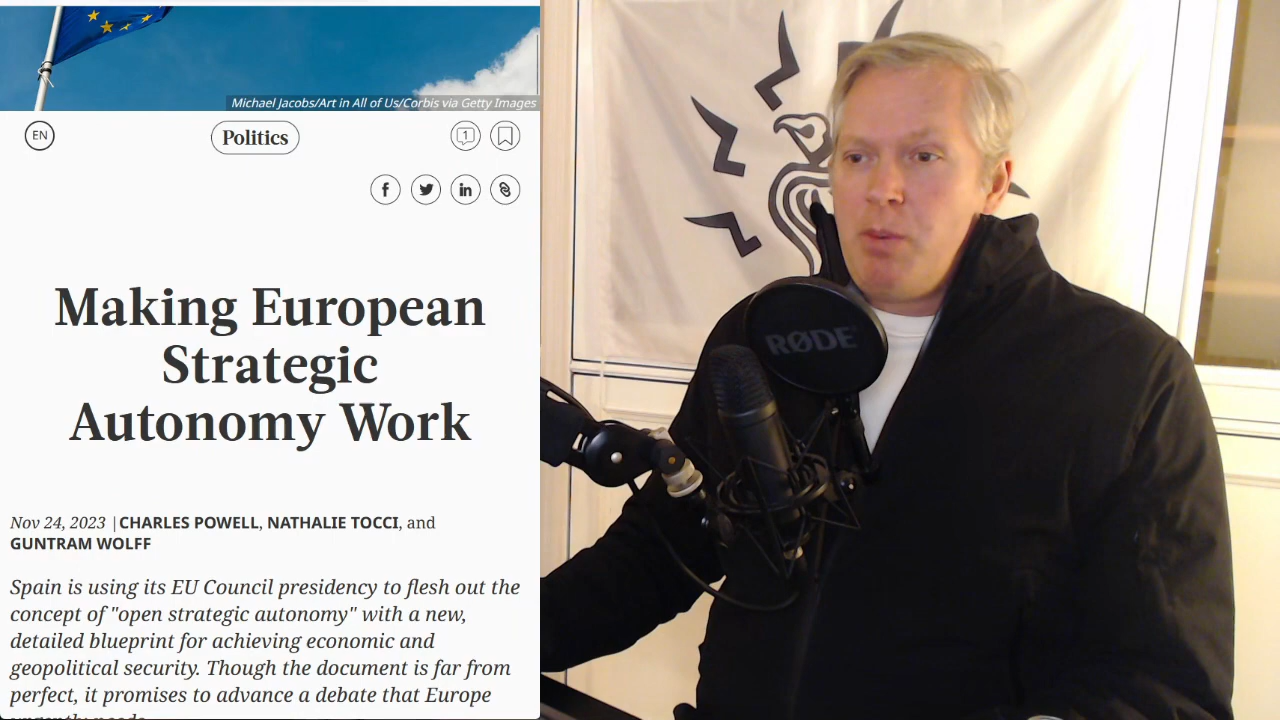 Michael Jacobs/Art in All of Us/Corbis via Getty Images
EN
Politics
1
Making European
Strategic
Autonomy Work
Nov 24, 2023 |CHARLES POWELL, NATHALIE TOCCI, and
GUNTRAM WOLFF
Spain is using its EU Council presidency to flesh out the
concept of "open strategic autonomy" with a new,
detailed blueprint for achieving economic and
geopolitical security. Though the document is far from
perfect, it promises to advance a debate that Europe
RØDE